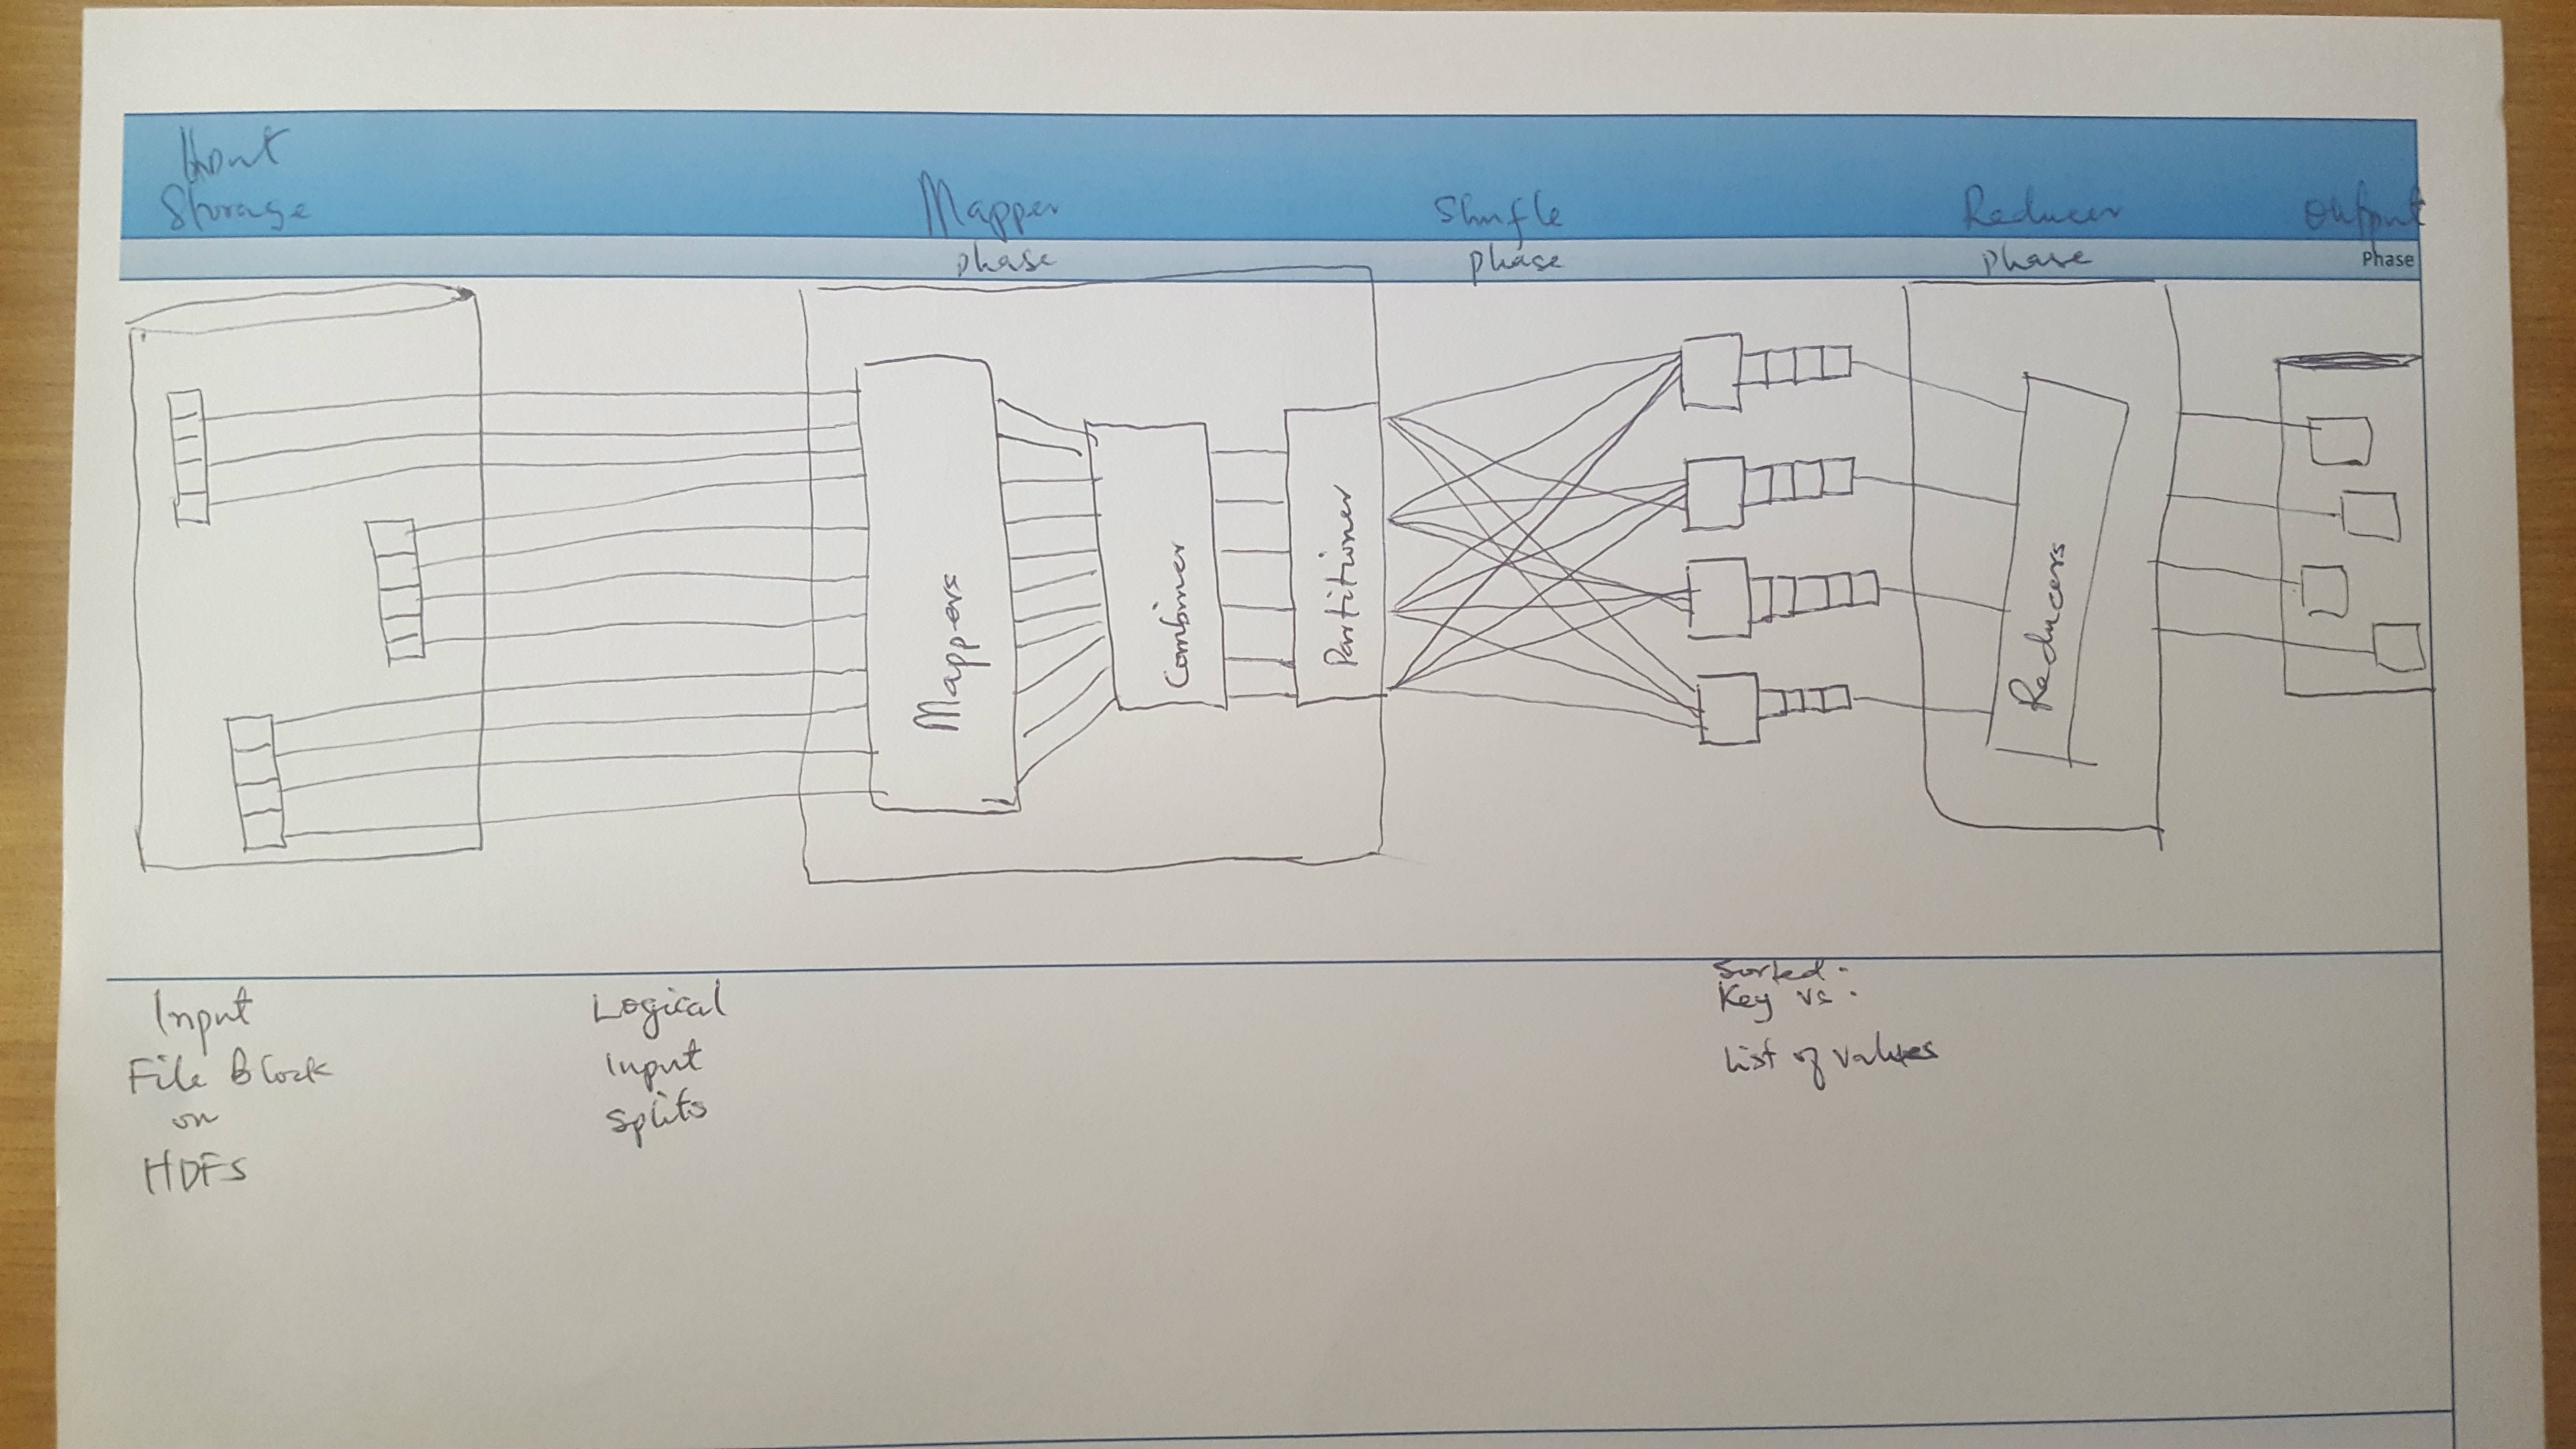 Input
Storage
Mapper
phase
Shufle
phase
Reducer
phase
Output
Phase
Mappers
Combiner
Partitioner
Reducers
Input
File Block
on
HDFS
Logical
Input
Splits
Sorted.
Key vs.
List of values